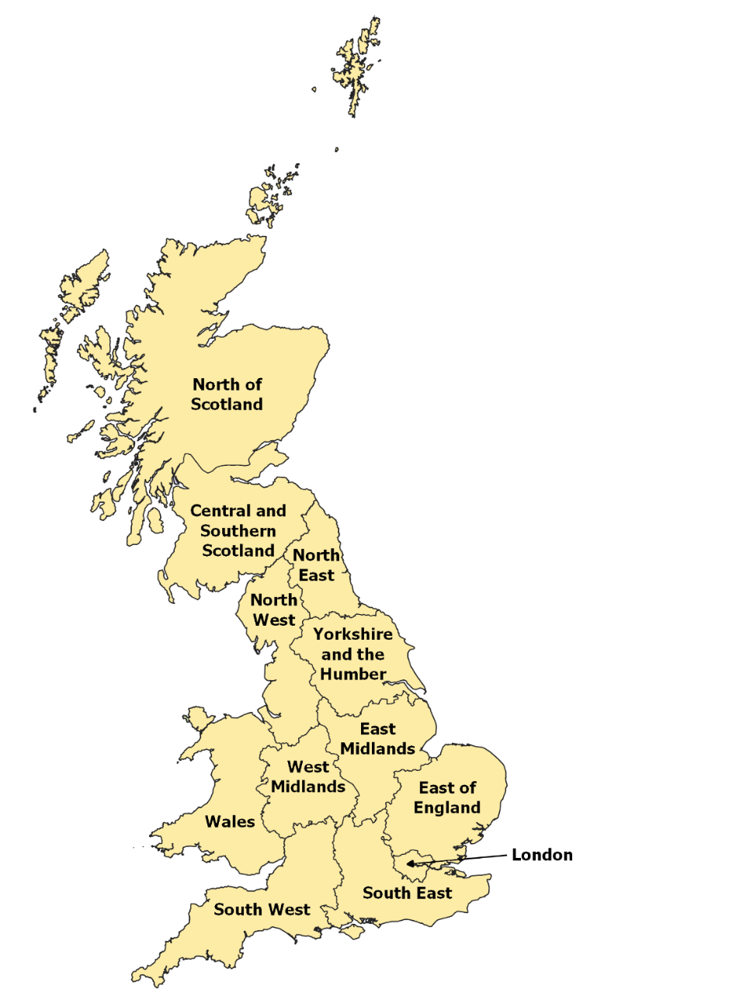 North of
Scotland
Central and
Southern
Scotland
North
East
North
West
Yorkshire
and the
Humber
East
Midlands
West
Midlands
East of
England
Wales
London
South East
South West